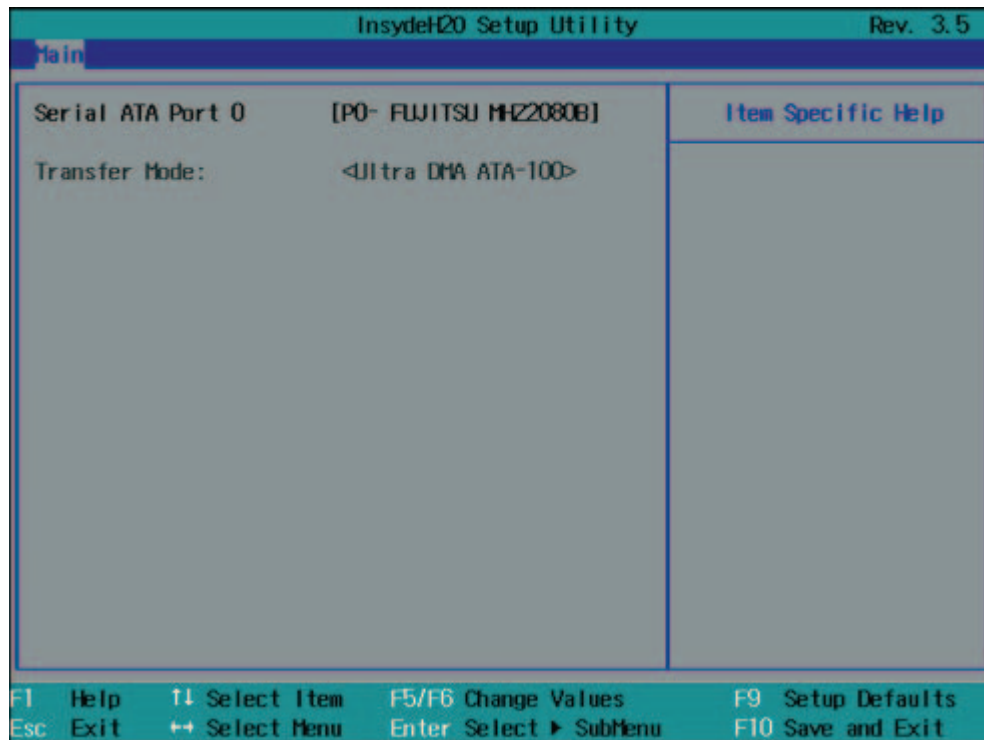 InsydeH20 Setup Utility Rev. 3.5
Main
Serial ATA Port 0 [P0- FUJITSU MHZ2080B] Item Specific Help
Transfer Mode: <Ultra DMA ATA-100>
F1 Help ↑↓ Select Item F5/F6 Change Values F9 Setup Defaults
Esc Exit ↔ Select Menu Enter Select ▶ SubMenu F10 Save and Exit